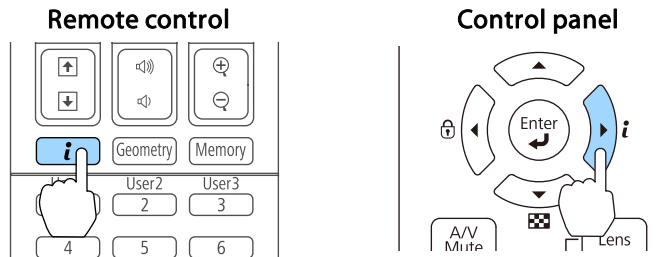 Remote control
i
Geometry
Memory
User2
User3
2
3
4
5
6
Control panel
Enter
i
A/V
Mute
Lens